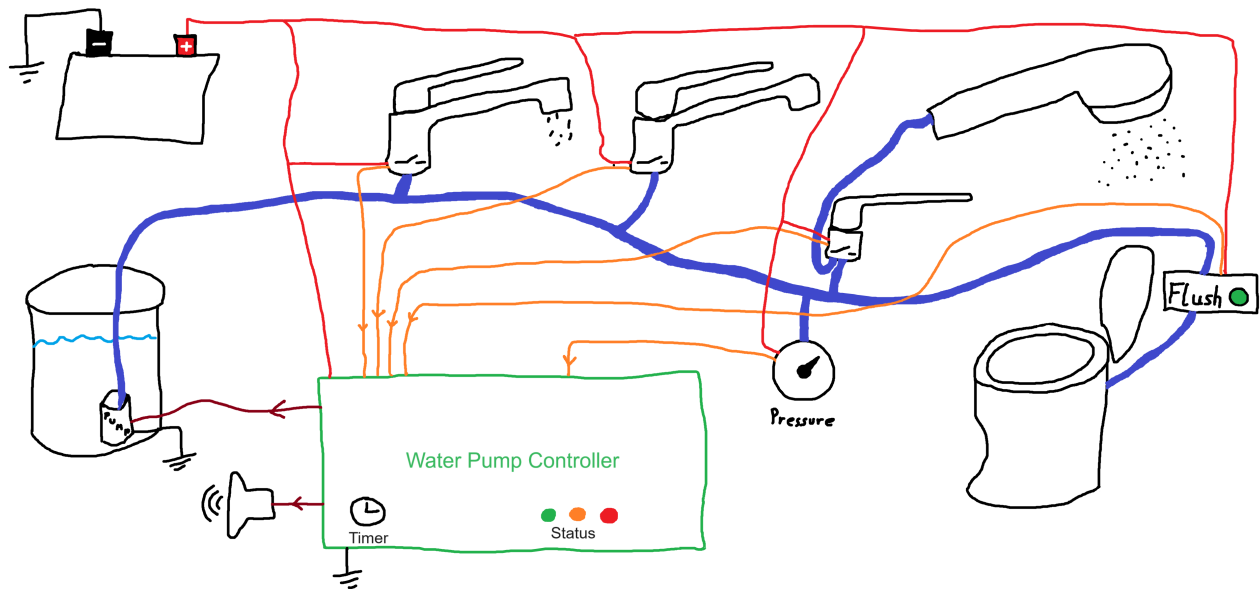 − +
Flush
PUMP
Pressure
Water Pump Controller
Timer
Status